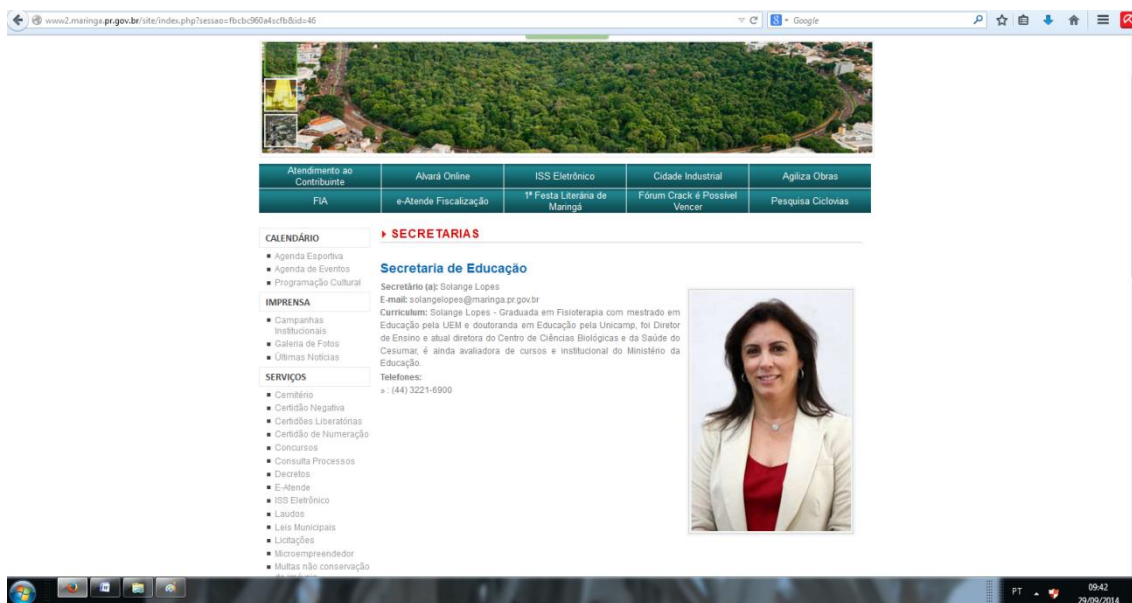 www2.maringa.pr.gov.br/site/index.php?sessao=fbcbc960a4scfb&id=46
Google
Atendimento ao
Contribuinte
Alvará Online
ISS Eletrônico
Cidade Industrial
Agiliza Obras
FIA
e-Atende Fiscalização
1ª Festa Literária de
Maringá
Fórum Crack é Possível
Vencer
Pesquisa Ciclovias
CALENDÁRIO
Agenda Esportiva
Agenda de Eventos
Programação Cultural
IMPRENSA
Campanhas
Institucionais
Galeria de Fotos
Últimas Notícias
SERVIÇOS
Cemitério
Certidão Negativa
Certidões Liberatórias
Certidão de Numeração
Concursos
Consulta Processos
Decretos
E-Atende
ISS Eletrônico
Laudos
Leis Municipais
Licitações
Microempreendedor
Multas não conservação
SECRETARIAS
Secretaria de Educação
Secretário (a): Solange Lopes
E-mail: solangelopes@maringa.pr.gov.br
Curriculum: Solange Lopes - Graduada em Fisioterapia com mestrado em
Educação pela UEM e doutoranda em Educação pela Unicamp, foi Diretor
de Ensino e atual diretora do Centro de Ciências Biológicas e da Saúde do
Cesumar, é ainda avaliadora de cursos e institucional do Ministério da
Educação.
Telefones:
» : (44) 3221-6900
PT
09:42
29/09/2014